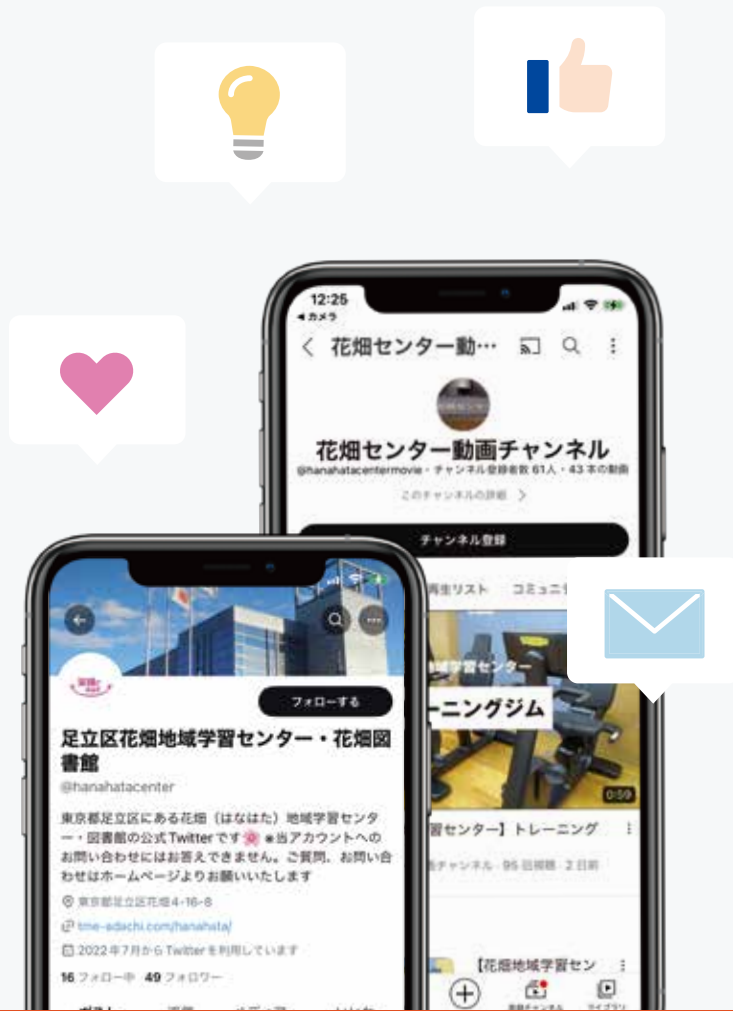 12:25
カメラ
花畑センター動…
花畑センター動画チャンネル
@hanahatacentermovie・チャンネル登録者数 61人・43 本の動画
このチャンネルの詳細
チャンネル登録
再生リスト コミュニ
習センター
ーニングジム
0:59
習センター】トレーニング
チャンネル 95 回視聴 2 日前
【花畑地域学習セン
フォローする
足立区花畑地域学習センター・花畑図
書館
@hanahatacenter
東京都足立区にある花畑（はなはた）地域学習センタ
ー・図書館の公式Twitterです🌸 ※当アカウントへの
お問い合わせにはお答えできません。ご質問、お問い合
わせはホームページよりお願いいたします
東京都足立区花畑4-16-8
tme-adachi.com/hanahata/
2022年7月からTwitterを利用しています
16 フォロー中 49 フォロワー